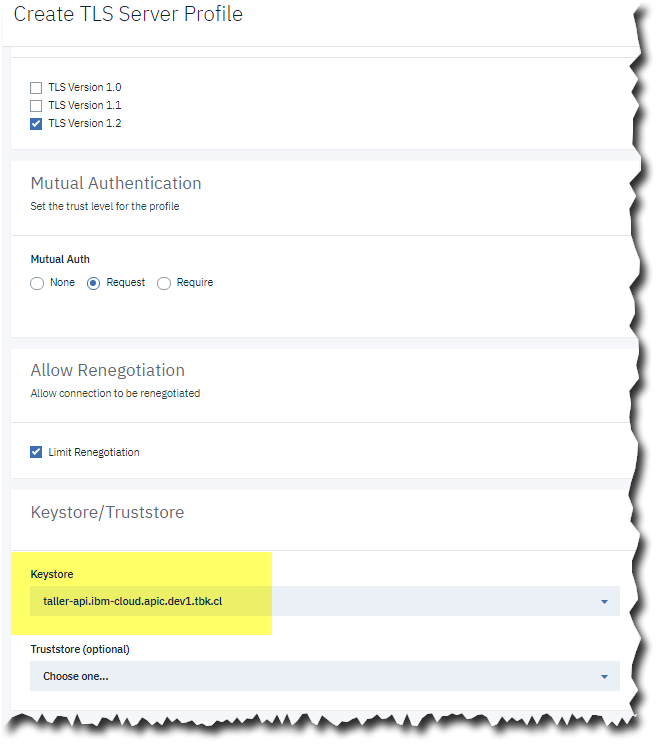 Create TLS Server Profile
TLS Version 1.0
TLS Version 1.1
TLS Version 1.2
Mutual Authentication
Set the trust level for the profile
Mutual Auth
None Request Require
Allow Renegotiation
Allow connection to be renegotiated
Limit Renegotiation
Keystore/Truststore
Keystore
taller-api.ibm-cloud.apic.dev1.tbk.cl
Truststore (optional)
Choose one...